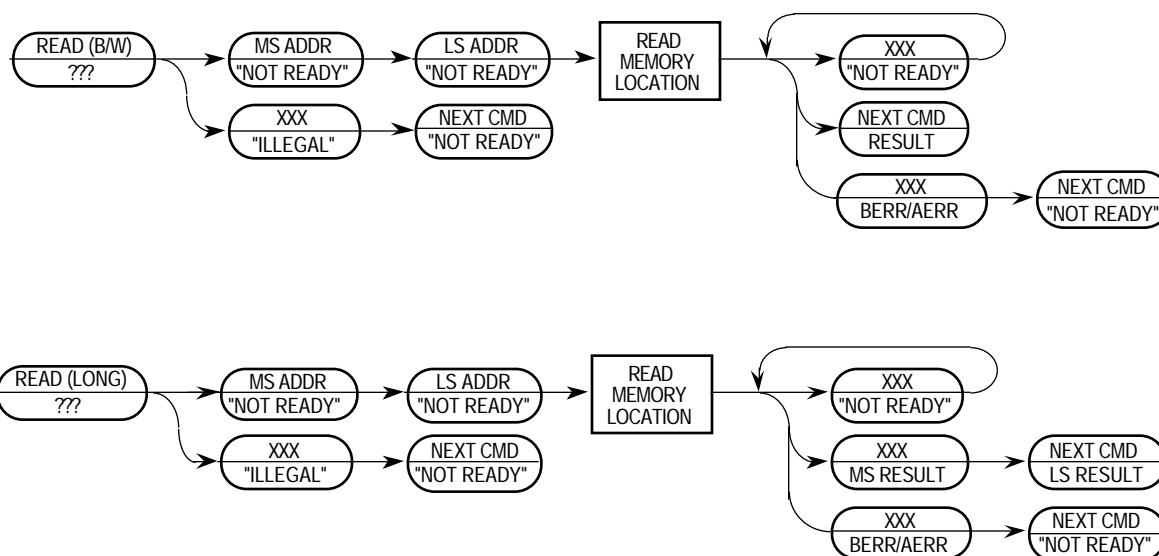 READ (B/W)
???
MS ADDR
"NOT READY"
LS ADDR
"NOT READY"
READ
MEMORY
LOCATION
XXX
"NOT READY"
XXX
"ILLEGAL"
NEXT CMD
"NOT READY"
NEXT CMD
RESULT
XXX
BERR/AERR
NEXT CMD
"NOT READY"
READ (LONG)
???
MS ADDR
"NOT READY"
LS ADDR
"NOT READY"
READ
MEMORY
LOCATION
XXX
"NOT READY"
XXX
"ILLEGAL"
NEXT CMD
"NOT READY"
XXX
MS RESULT
NEXT CMD
LS RESULT
XXX
BERR/AERR
NEXT CMD
"NOT READY"